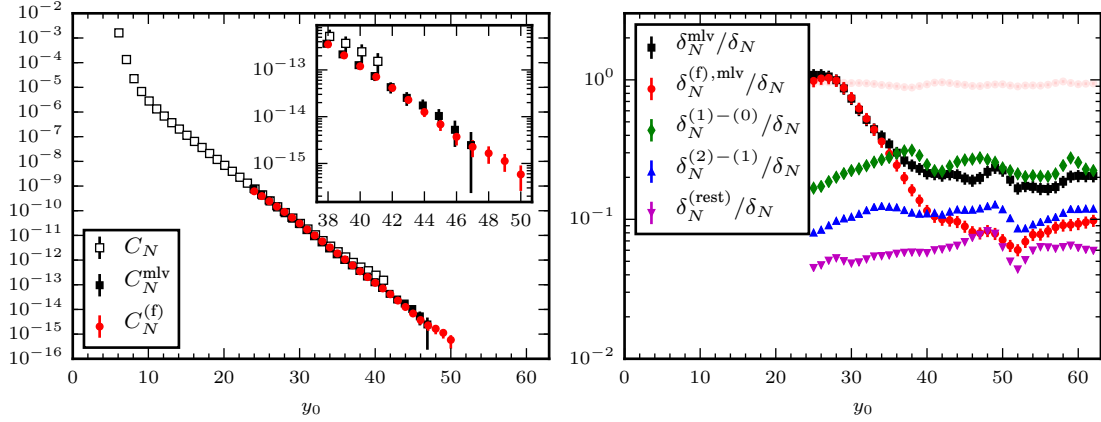 10⁻²
10⁻³
10⁻⁴
10⁻⁵
10⁻⁶
10⁻⁷
10⁻⁸
10⁻⁹
10⁻¹⁰
10⁻¹¹
10⁻¹²
10⁻¹³
10⁻¹⁴
10⁻¹⁵
10⁻¹⁶
0 10 20 30 40 50 60
y₀
C_N
C_N^mlv
C_N^(f)
10⁻¹³
10⁻¹⁴
10⁻¹⁵
38 40 42 44 46 48 50
10⁰
10⁻¹
10⁻²
0 10 20 30 40 50 60
y₀
δ_N^mlv/δ_N
δ_N^(f),mlv/δ_N
δ_N^(1)−(0)/δ_N
δ_N^(2)−(1)/δ_N
δ_N^(rest)/δ_N